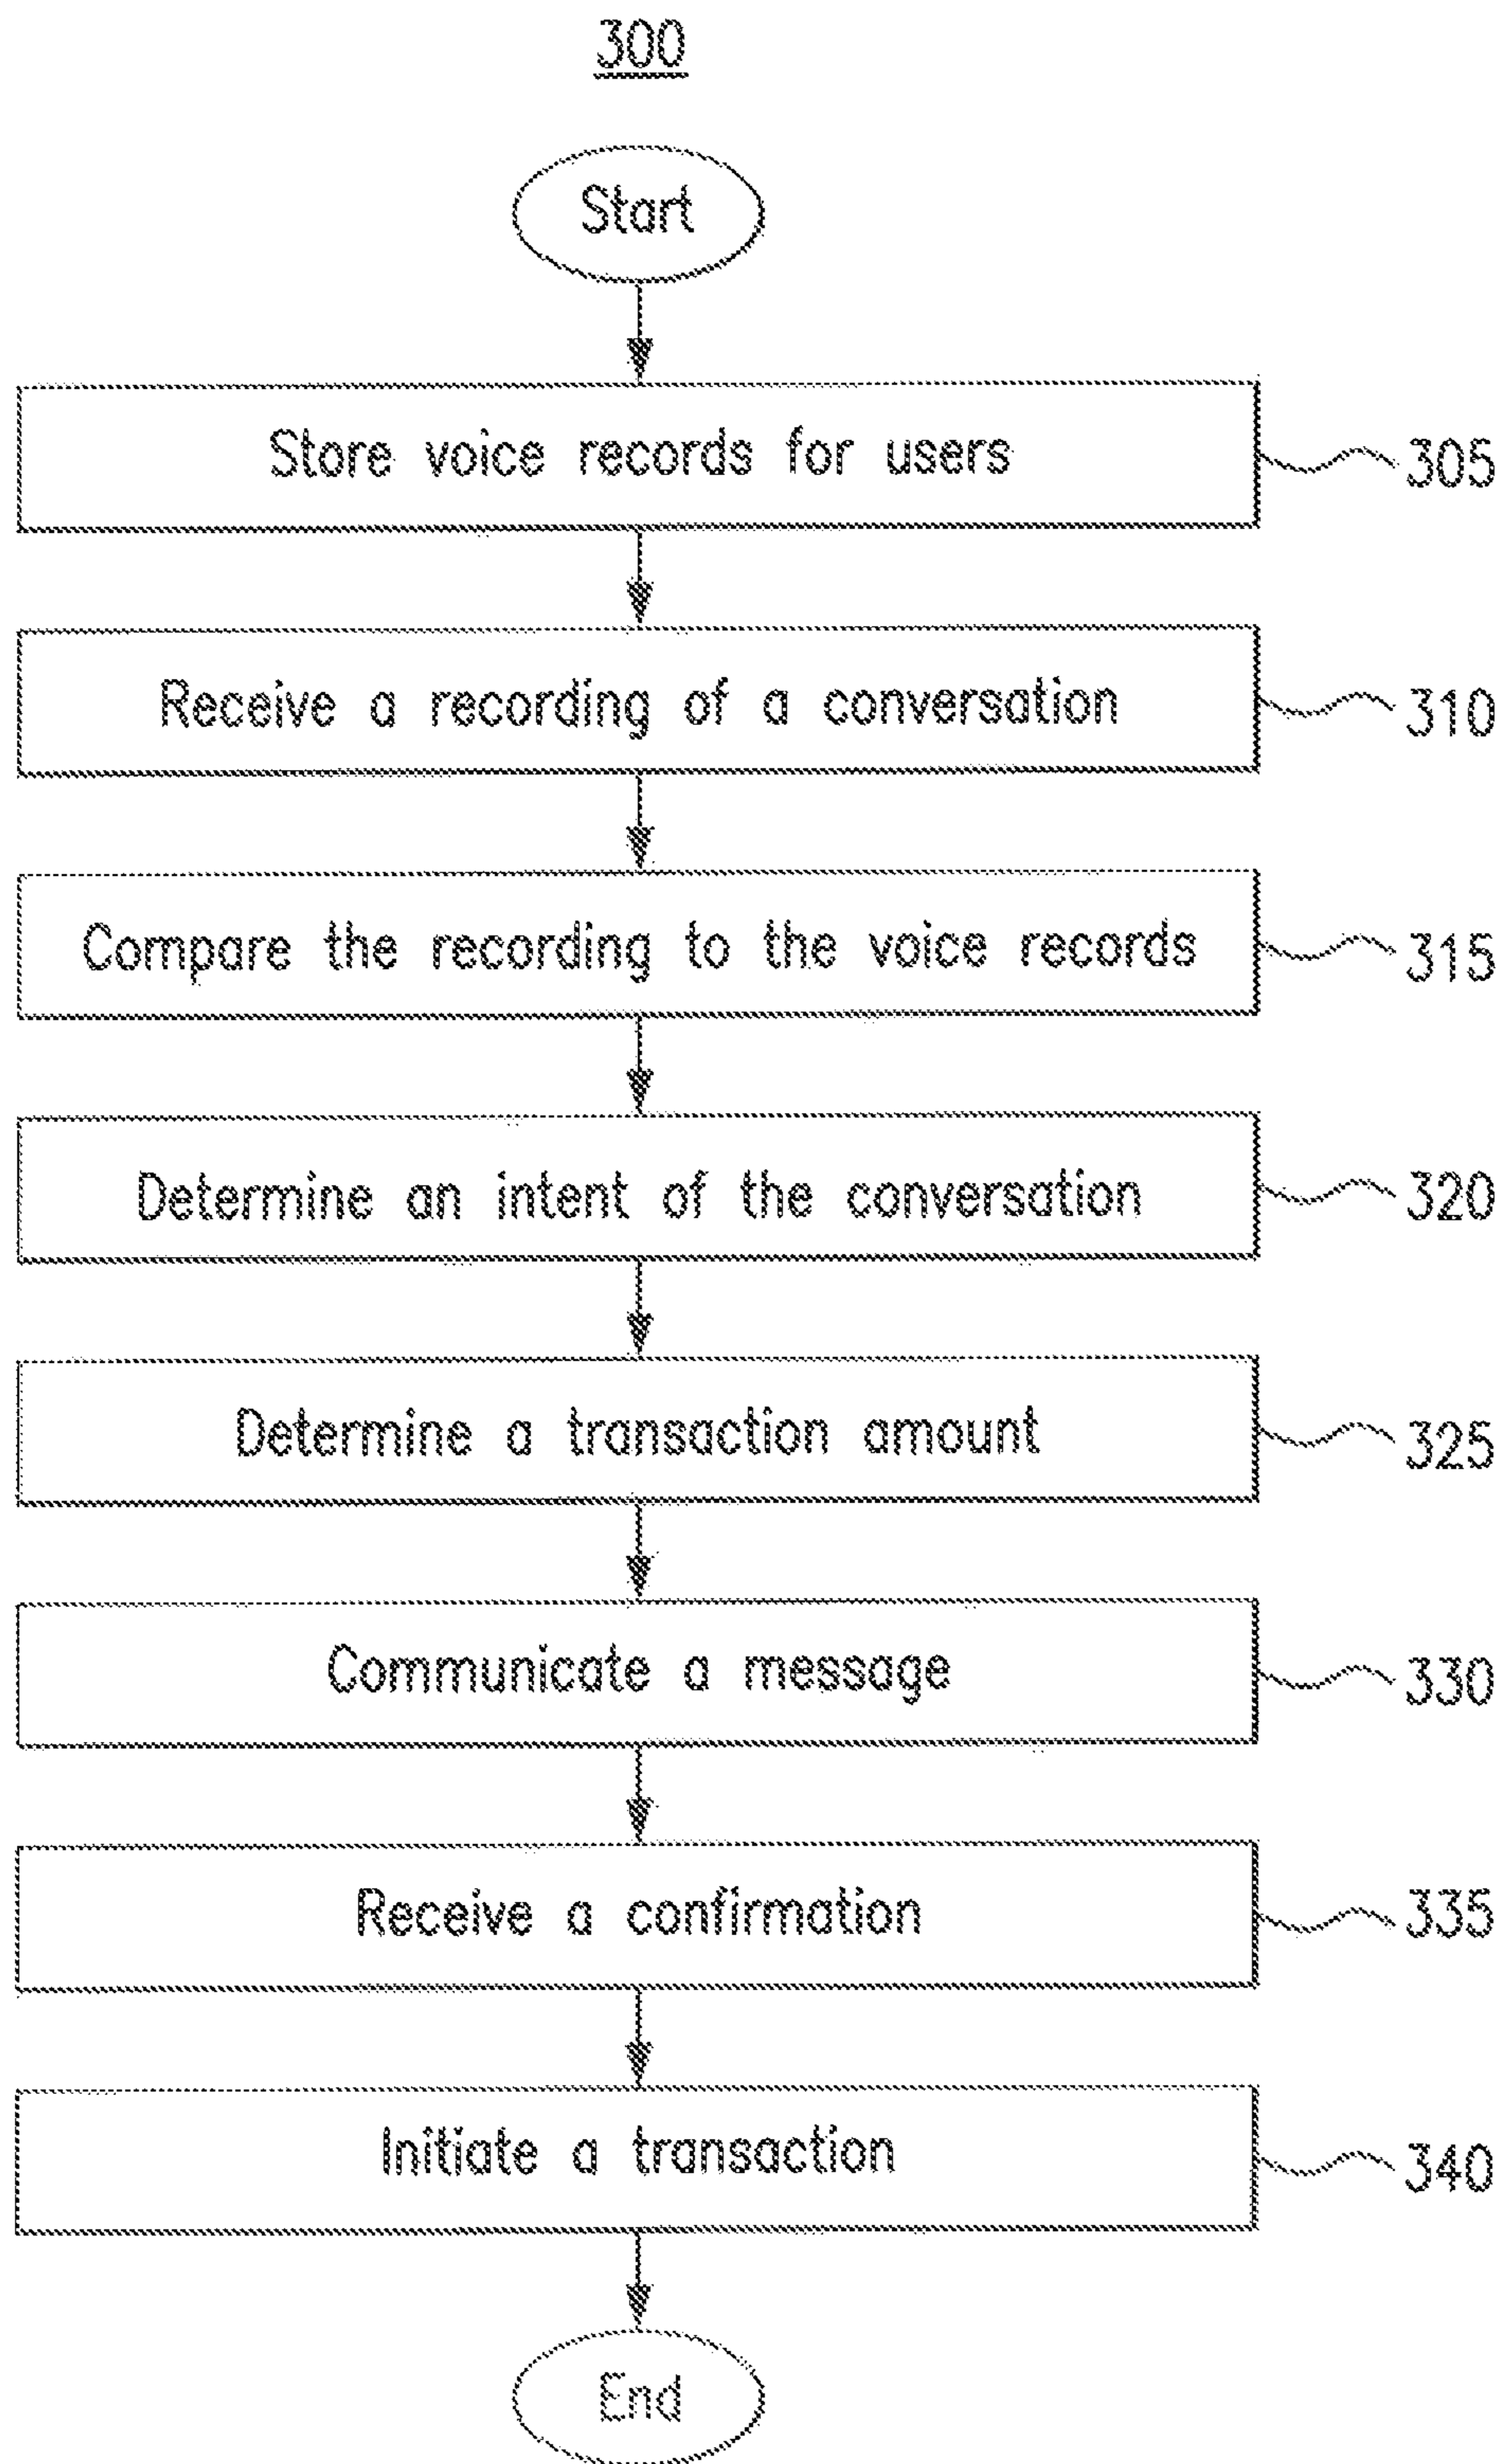 300
Start
Store voice records for users
305
Receive a recording of a conversation
310
Compare the recording to the voice records
315
Determine an intent of the conversation
320
Determine a transaction amount
325
Communicate a message
330
Receive a confirmation
335
Initiate a transaction
340
End